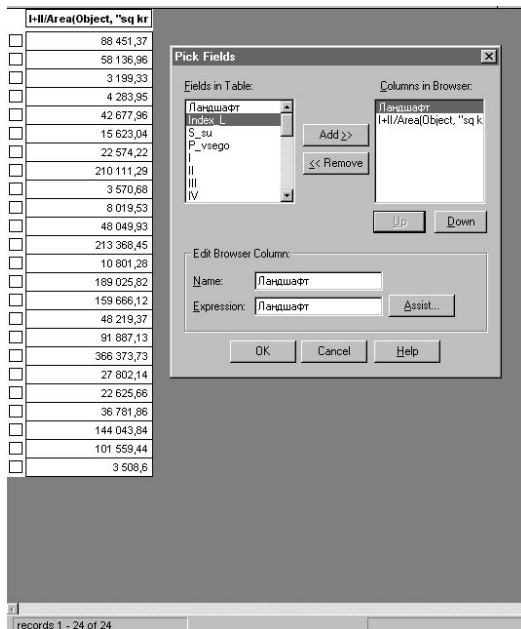 I+II/Area(Object, "sq kr
88 451,37
58 136,96
3 199,33
4 283,95
42 677,96
15 623,04
22 574,22
210 111,29
3 570,68
8 019,53
48 049,93
213 368,45
10 801,28
189 025,82
159 666,12
48 219,37
91 887,13
366 373,73
27 802,14
22 625,66
36 781,86
144 043,84
101 559,44
3 508,6
Pick Fields
Fields in Table:
Ландшафт
Index_L
S_su
P_vsego
I
II
III
IV
Add >>
<< Remove
Columns in Browser:
Ландшафт
I+II/Area(Object, "sq k
Up
Down
Edit Browser Column:
Name:
Ландшафт
Expression:
Ландшафт
Assist...
OK
Cancel
Help
records 1 - 24 of 24